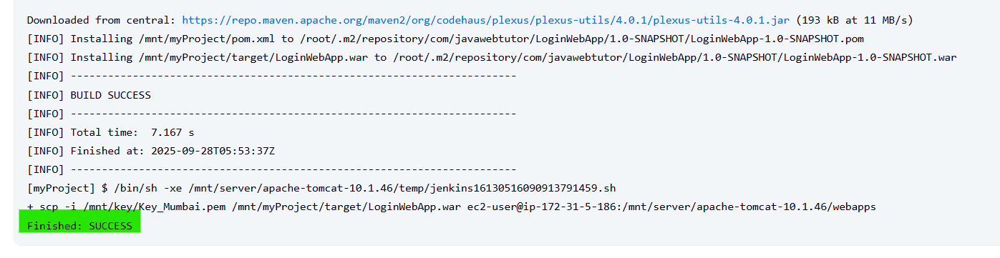 Downloaded from central: https://repo.maven.apache.org/maven2/org/codehaus/plexus/plexus-utils/4.0.1/plexus-utils-4.0.1.jar (193 kB at 11 MB/s)
[INFO] Installing /mnt/myProject/pom.xml to /root/.m2/repository/com/javawebtutor/LoginWebApp/1.0-SNAPSHOT/LoginWebApp-1.0-SNAPSHOT.pom
[INFO] Installing /mnt/myProject/target/LoginWebApp.war to /root/.m2/repository/com/javawebtutor/LoginWebApp/1.0-SNAPSHOT/LoginWebApp-1.0-SNAPSHOT.war
[INFO] ------------------------------------------------------------------------
[INFO] BUILD SUCCESS
[INFO] ------------------------------------------------------------------------
[INFO] Total time:  7.167 s
[INFO] Finished at: 2025-09-28T05:53:37Z
[INFO] ------------------------------------------------------------------------
[myProject] $ /bin/sh -xe /mnt/server/apache-tomcat-10.1.46/temp/jenkins16130516090913791459.sh
+ scp -i /mnt/key/Key_Mumbai.pem /mnt/myProject/target/LoginWebApp.war ec2-user@ip-172-31-5-186:/mnt/server/apache-tomcat-10.1.46/webapps
Finished: SUCCESS